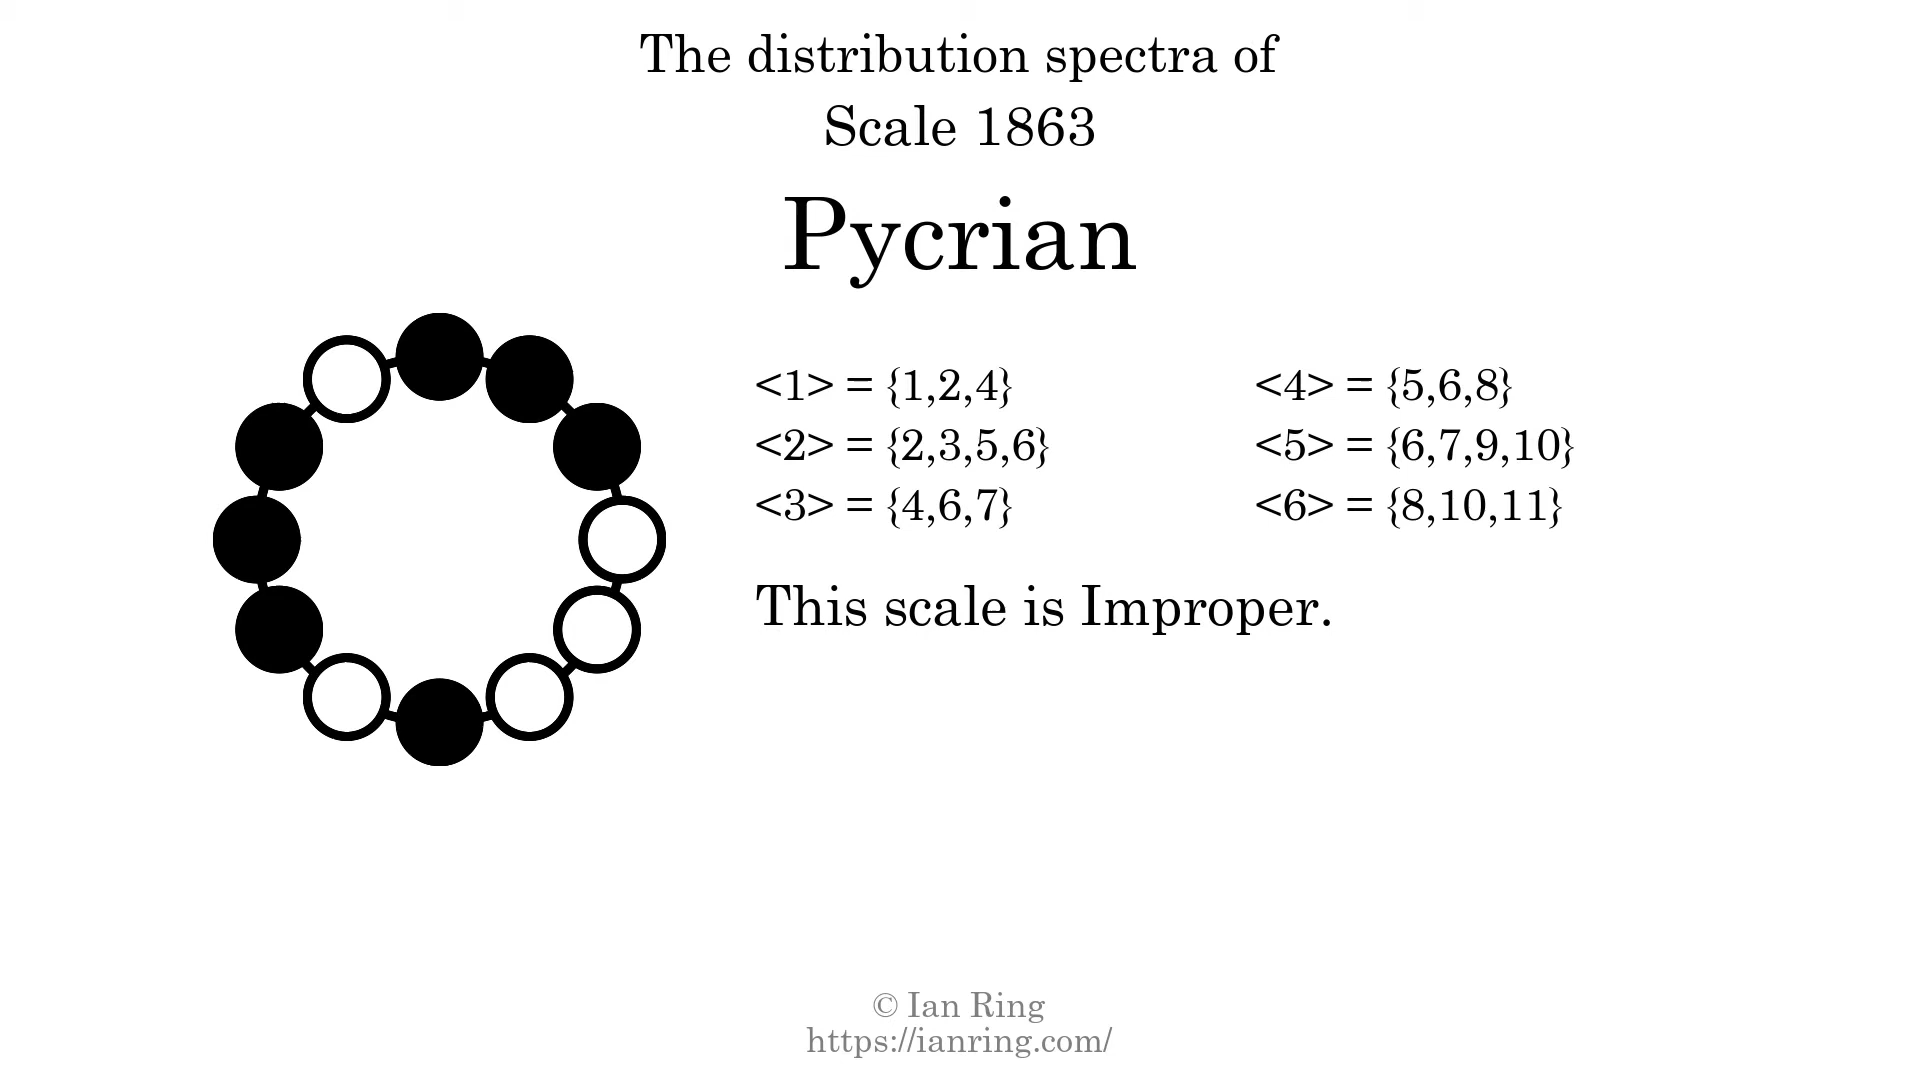 The distribution spectra of
Scale 1863
Pycrian
<1> = {1,2,4}
<2> = {2,3,5,6}
<3> = {4,6,7}
<4> = {5,6,8}
<5> = {6,7,9,10}
<6> = {8,10,11}
This scale is Improper.
© Ian Ring
https://ianring.com/